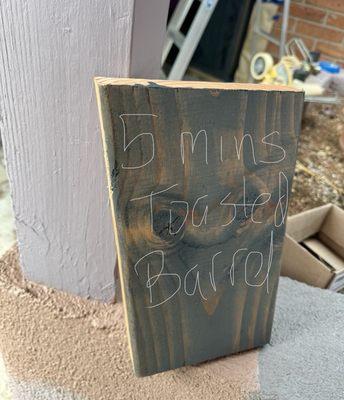 5 mins
Toasted
Barrel